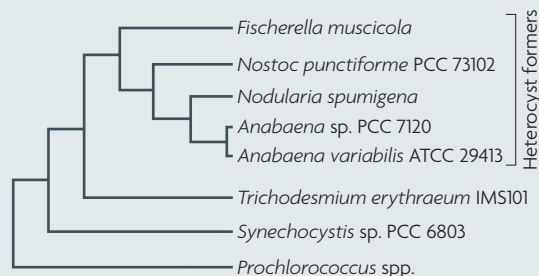 Fischerella muscicola
Nostoc punctiforme PCC 73102
Nodularia spumigena
Anabaena sp. PCC 7120
Anabaena variabilis ATCC 29413
Trichodesmium erythraeum IMS101
Synechocystis sp. PCC 6803
Prochlorococcus spp.
Heterocyst formers